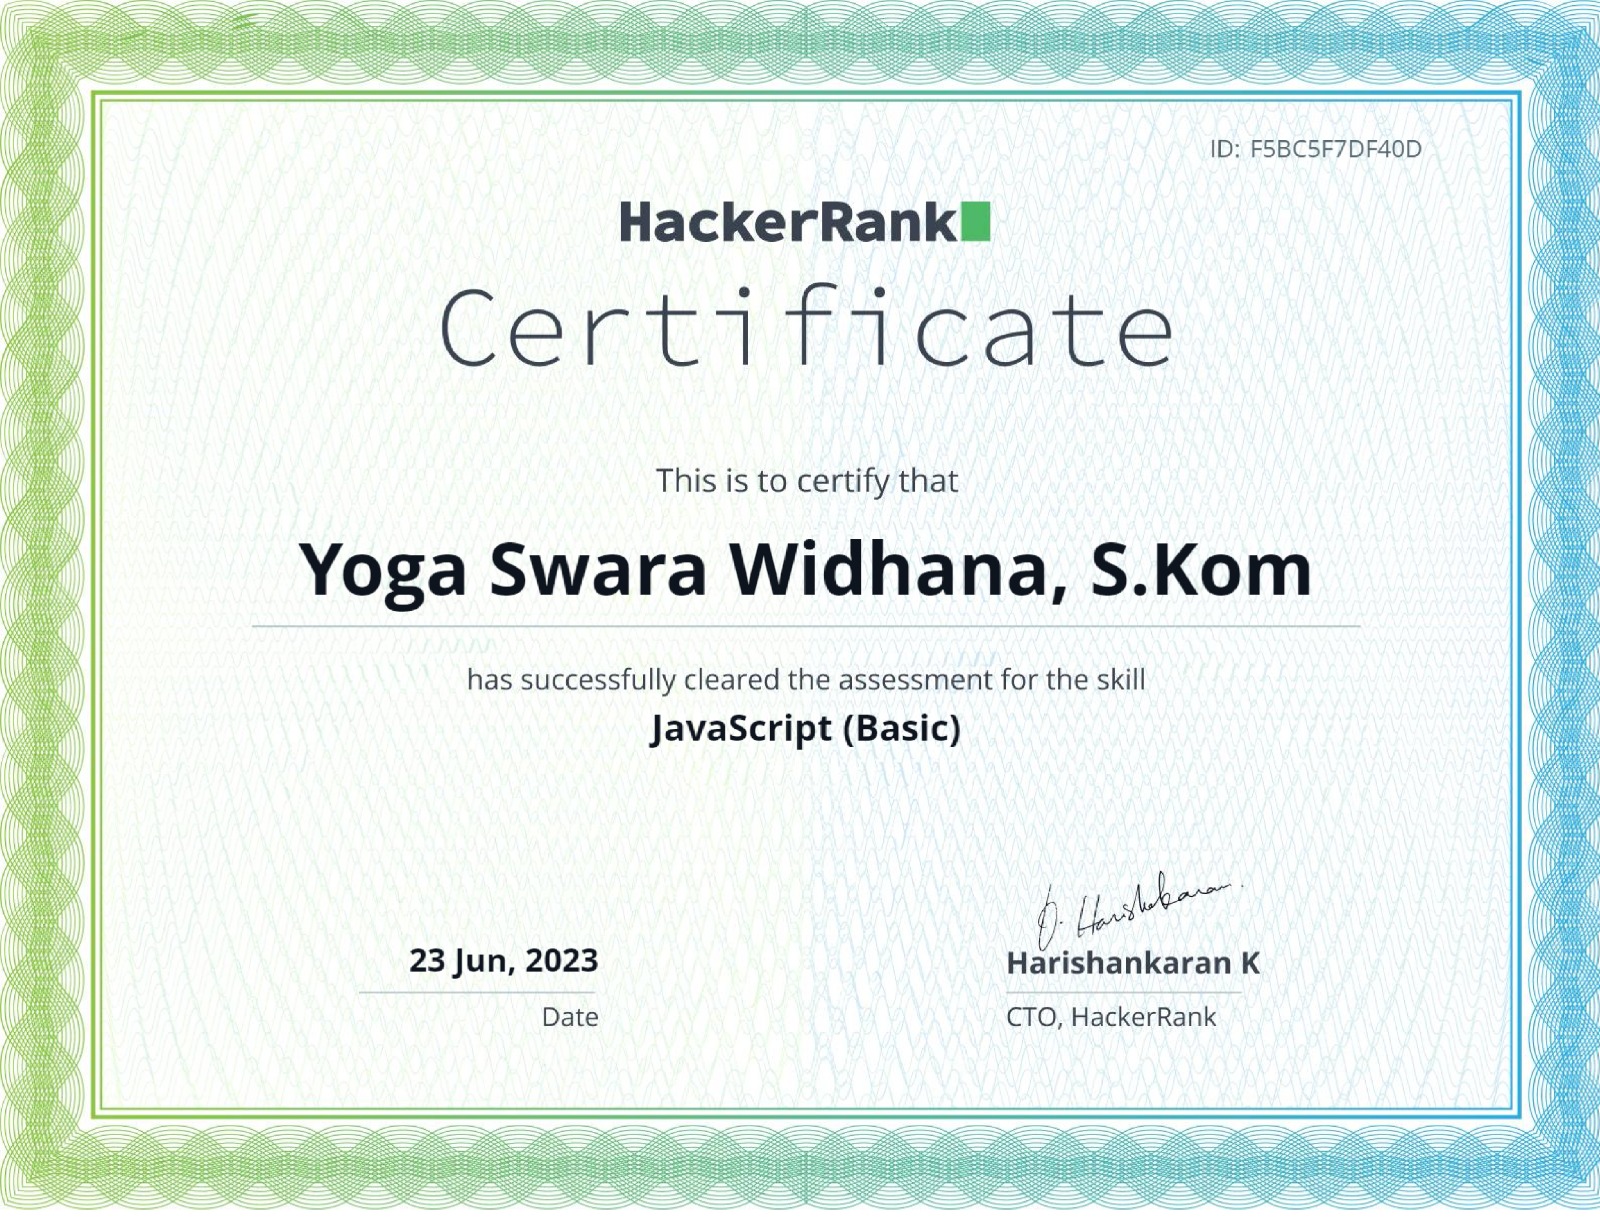 ID: F5BC5F7DF40D
HackerRank
Certificate
This is to certify that
Yoga Swara Widhana, S.Kom
has successfully cleared the assessment for the skill
JavaScript (Basic)
J. Harishankaran
23 Jun, 2023
Harishankaran K
Date
CTO, HackerRank